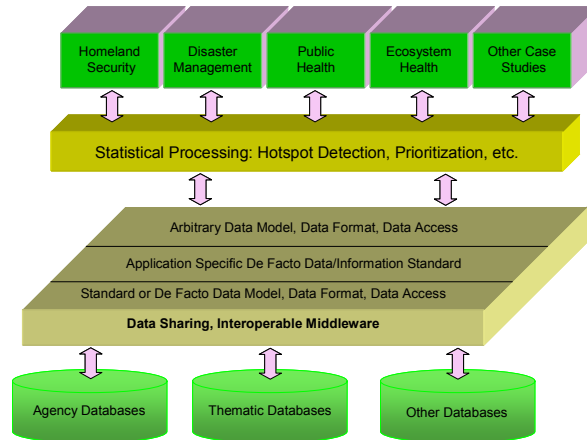 Homeland
Security
Disaster
Management
Public
Health
Ecosystem
Health
Other Case
Studies
Statistical Processing: Hotspot Detection, Prioritization, etc.
Arbitrary Data Model, Data Format, Data Access
Application Specific De Facto Data/Information Standard
Standard or De Facto Data Model, Data Format, Data Access
Data Sharing, Interoperable Middleware
Agency Databases
Thematic Databases
Other Databases